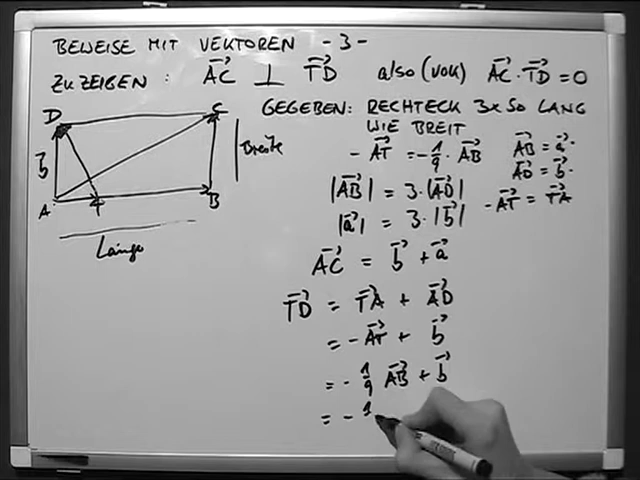 BEWEISE MIT VEKTOREN -3-
ZU ZEIGEN : AC⃗ ⊥ TD⃗ also (VOR) AC⃗ · TD⃗ = 0
GEGEBEN: RECHTECK 3x SO LANG
WIE BREIT
D C
b⃗ Breite
A T B
Länge
- AT⃗ = - 1/9 · AB⃗
AB⃗ = a⃗
|AB⃗| = 3 · |AD⃗|
AD⃗ = b⃗
|a⃗| = 3 · |b⃗|
- AT⃗ = TA⃗
AC⃗ = b⃗ + a⃗
TD⃗ = TA⃗ + AD⃗
= - AT⃗ + b⃗
= - 1/9 AB⃗ + b⃗
= - 1